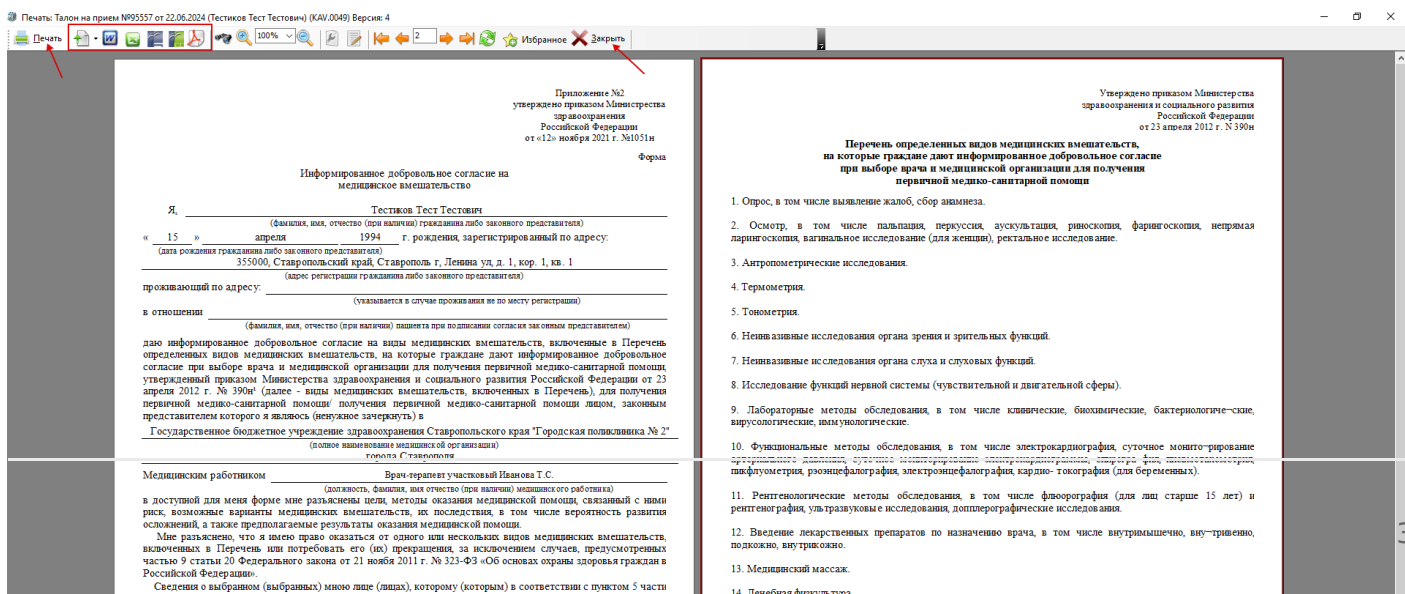 Печать: Талон на прием №95557 от 22.06.2024 (Тестиков Тест Тестович) (KAV.0049) Версия: 4
Печать 100% 2 Избранное Закрыть
Приложение №2
утверждено приказом Министрества
здравоохранения
Российской Федерации
от «12» ноября 2021 г. №1051н
Форма
Информированное добровольное согласие на
медицинское вмешательство
Я, Тестиков Тест Тестович
(фамилия, имя, отчество (при наличии) гражданина либо законного представителя)
« 15 » апреля 1994 г. рождения, зарегистрированный по адресу:
(дата рождения гражданина либо законного представителя)
355000, Ставропольский край, Ставрополь г, Ленина ул, д. 1, кор. 1, кв. 1
(адрес регистрации гражданина либо законного представителя)
проживающий по адресу:
(указывается в случае проживания не по месту регистрации)
в отношении
(фамилия, имя, отчество (при наличии) пациента при подписании согласия законным представителем)
даю информированное добровольное согласие на виды медицинских вмешательств, включенные в Перечень
определенных видов медицинских вмешательств, на которые граждане дают информированное добровольное
согласие при выборе врача и медицинской организации для получения первичной медико-санитарной помощи,
утвержденный приказом Министерства здравоохранения и социального развития Российской Федерации от 23
апреля 2012 г. № 390н¹ (далее - виды медицинских вмешательств, включенных в Перечень), для получения
первичной медико-санитарной помощи/ получения первичной медико-санитарной помощи лицом, законным
представителем которого я являюсь (ненужное зачеркнуть) в
Государственное бюджетное учреждение здравоохранения Ставропольского края "Городская поликлиника № 2"
(полное наименование медицинской организации)
города Ставрополя
Медицинским работником Врач-терапевт участковый Иванова Т.С.
(должность, фамилия, имя отчество (при наличии) медицинского работника)
в доступной для меня форме мне разъяснены цели, методы оказания медицинской помощи, связанный с ними
риск, возможные варианты медицинских вмешательств, их последствия, в том числе вероятность развития
осложнений, а также предполагаемые результаты оказания медицинской помощи.
Мне разъяснено, что я имею право отказаться от одного или нескольких видов медицинских вмешательств,
включенных в Перечень или потребовать его (их) прекращения, за исключением случаев, предусмотренных
частью 9 статьи 20 Федерального закона от 21 ноября 2011 г. № 323-ФЗ «Об основах охраны здоровья граждан в
Российской Федерации».
Сведения о выбранном (выбранных) мною лице (лицах), которому (которым) в соответствии с пунктом 5 части
Утверждено приказом Министерства
здравоохранения и социального развития
Российской Федерации
от 23 апреля 2012 г. N 390н
Перечень определенных видов медицинских вмешательств,
на которые граждане дают информированное добровольное согласие
при выборе врача и медицинской организации для получения
первичной медико-санитарной помощи
1. Опрос, в том числе выявление жалоб, сбор анамнеза.
2. Осмотр, в том числе пальпация, перкуссия, аускультация, риноскопия, фарингоскопия, непрямая
ларингоскопия, вагинальное исследование (для женщин), ректальное исследование.
3. Антропометрические исследования.
4. Термометрия.
5. Тонометрия.
6. Неинвазивные исследования органа зрения и зрительных функций.
7. Неинвазивные исследования органа слуха и слуховых функций.
8. Исследование функций нервной системы (чувствительной и двигательной сферы).
9. Лабораторные методы обследования, в том числе клинические, биохимические, бактериологиче¬ские,
вирусологические, иммунологические.
10. Функциональные методы обследования, в том числе электрокардиография, суточное монито¬рирование
пикфлуометрия, рэоэнцефалография, электроэнцефалография, кардио- токография (для беременных).
11. Рентгенологические методы обследования, в том числе флюорография (для лиц старше 15 лет) и
рентгенография, ультразвуковые исследования, допплерографические исследования.
12. Введение лекарственных препаратов по назначению врача, в том числе внутримышечно, вну¬тривенно,
подкожно, внутрикожно.
13. Медицинский массаж.
14. Лечебная физкультура.